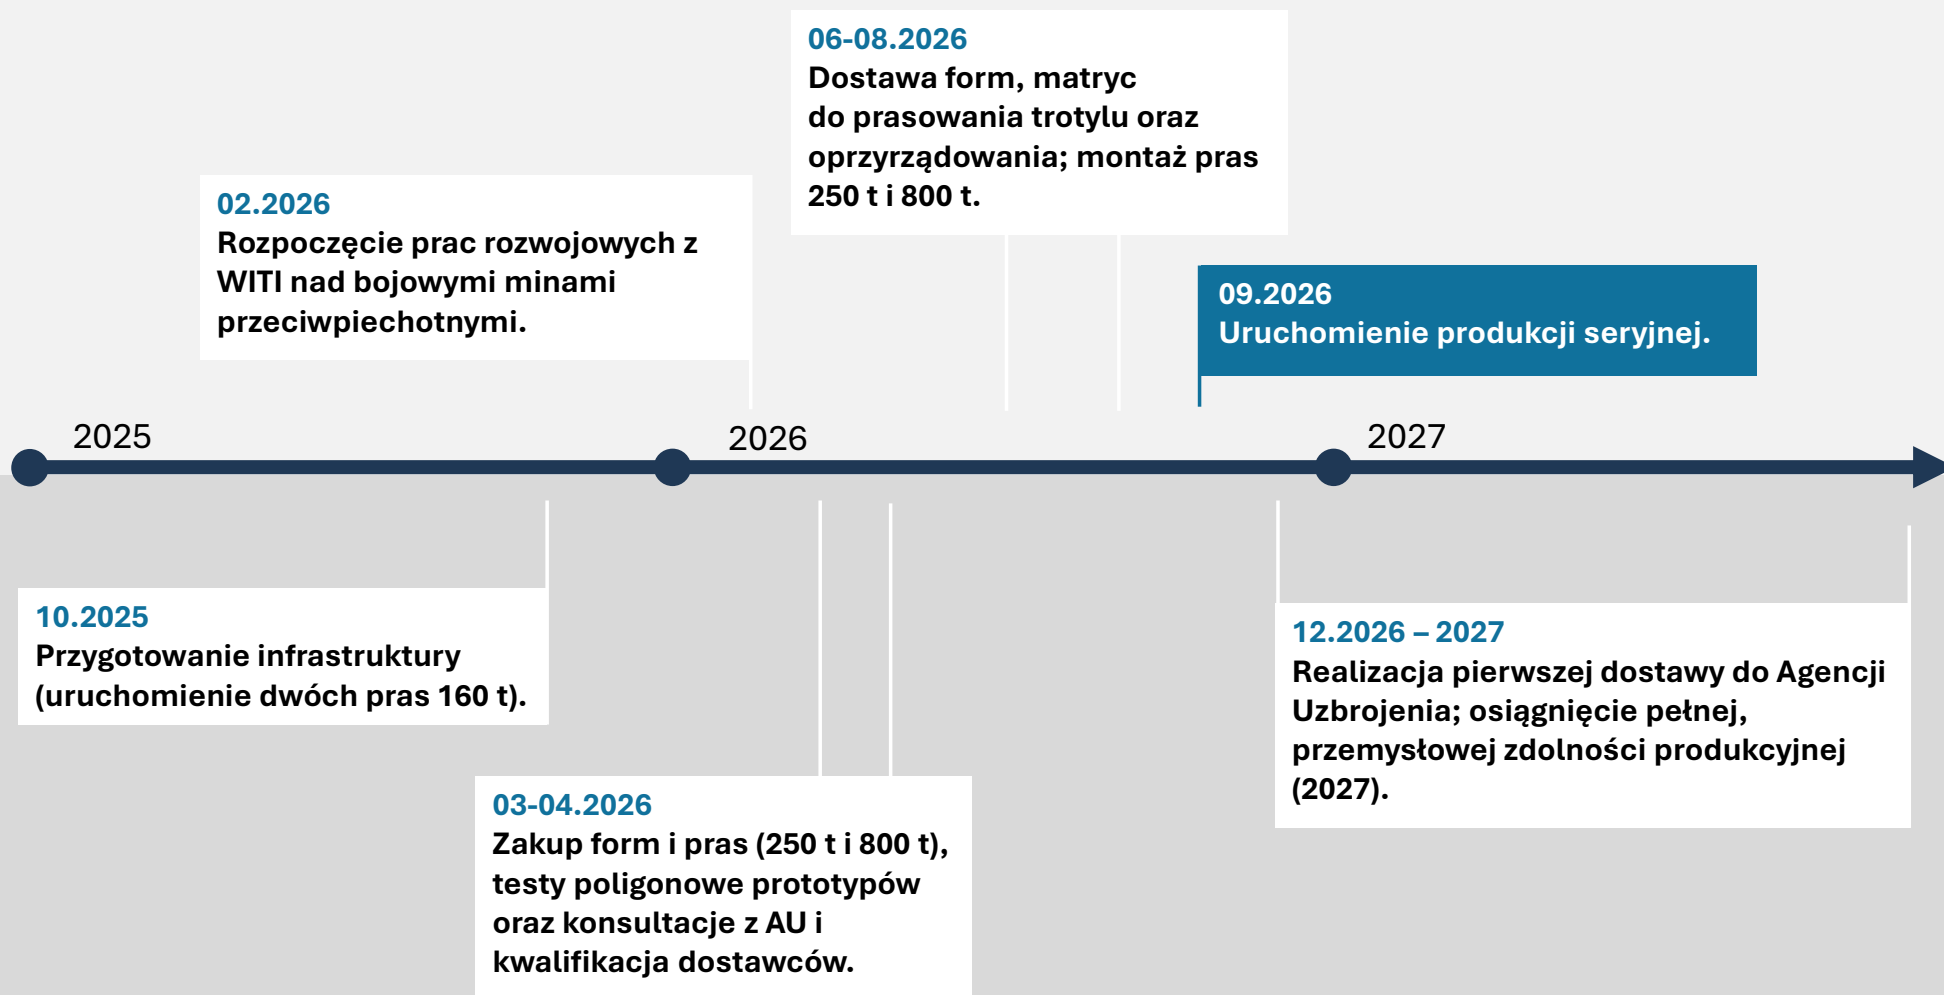 06-08.2026
Dostawa form, matryc
do prasowania trotylu oraz
oprzyrządowania; montaż pras
250 t i 800 t.
02.2026
Rozpoczęcie prac rozwojowych z
WITI nad bojowymi minami
przeciwpiechotnymi.
09.2026
Uruchomienie produkcji seryjnej.
2025
2026
2027
10.2025
Przygotowanie infrastruktury
(uruchomienie dwóch pras 160 t).
12.2026 – 2027
Realizacja pierwszej dostawy do Agencji
Uzbrojenia; osiągnięcie pełnej,
przemysłowej zdolności produkcyjnej
(2027).
03-04.2026
Zakup form i pras (250 t i 800 t),
testy poligonowe prototypów
oraz konsultacje z AU i
kwalifikacja dostawców.